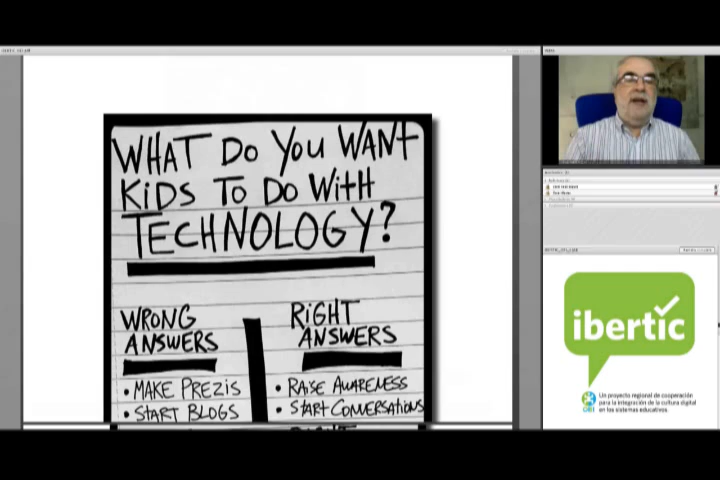 WHAT DO YOU WANT
KIDS TO DO WITH
TECHNOLOGY?
WRONG
ANSWERS
• MAKE PREZIS
• START BLOGS
RIGHT
ANSWERS
• RAISE AWARENESS
• START CONVERSATIONS
ibertic
OEI
Un proyecto regional de cooperación
para la integración de la cultura digital
en los sistemas educativos.